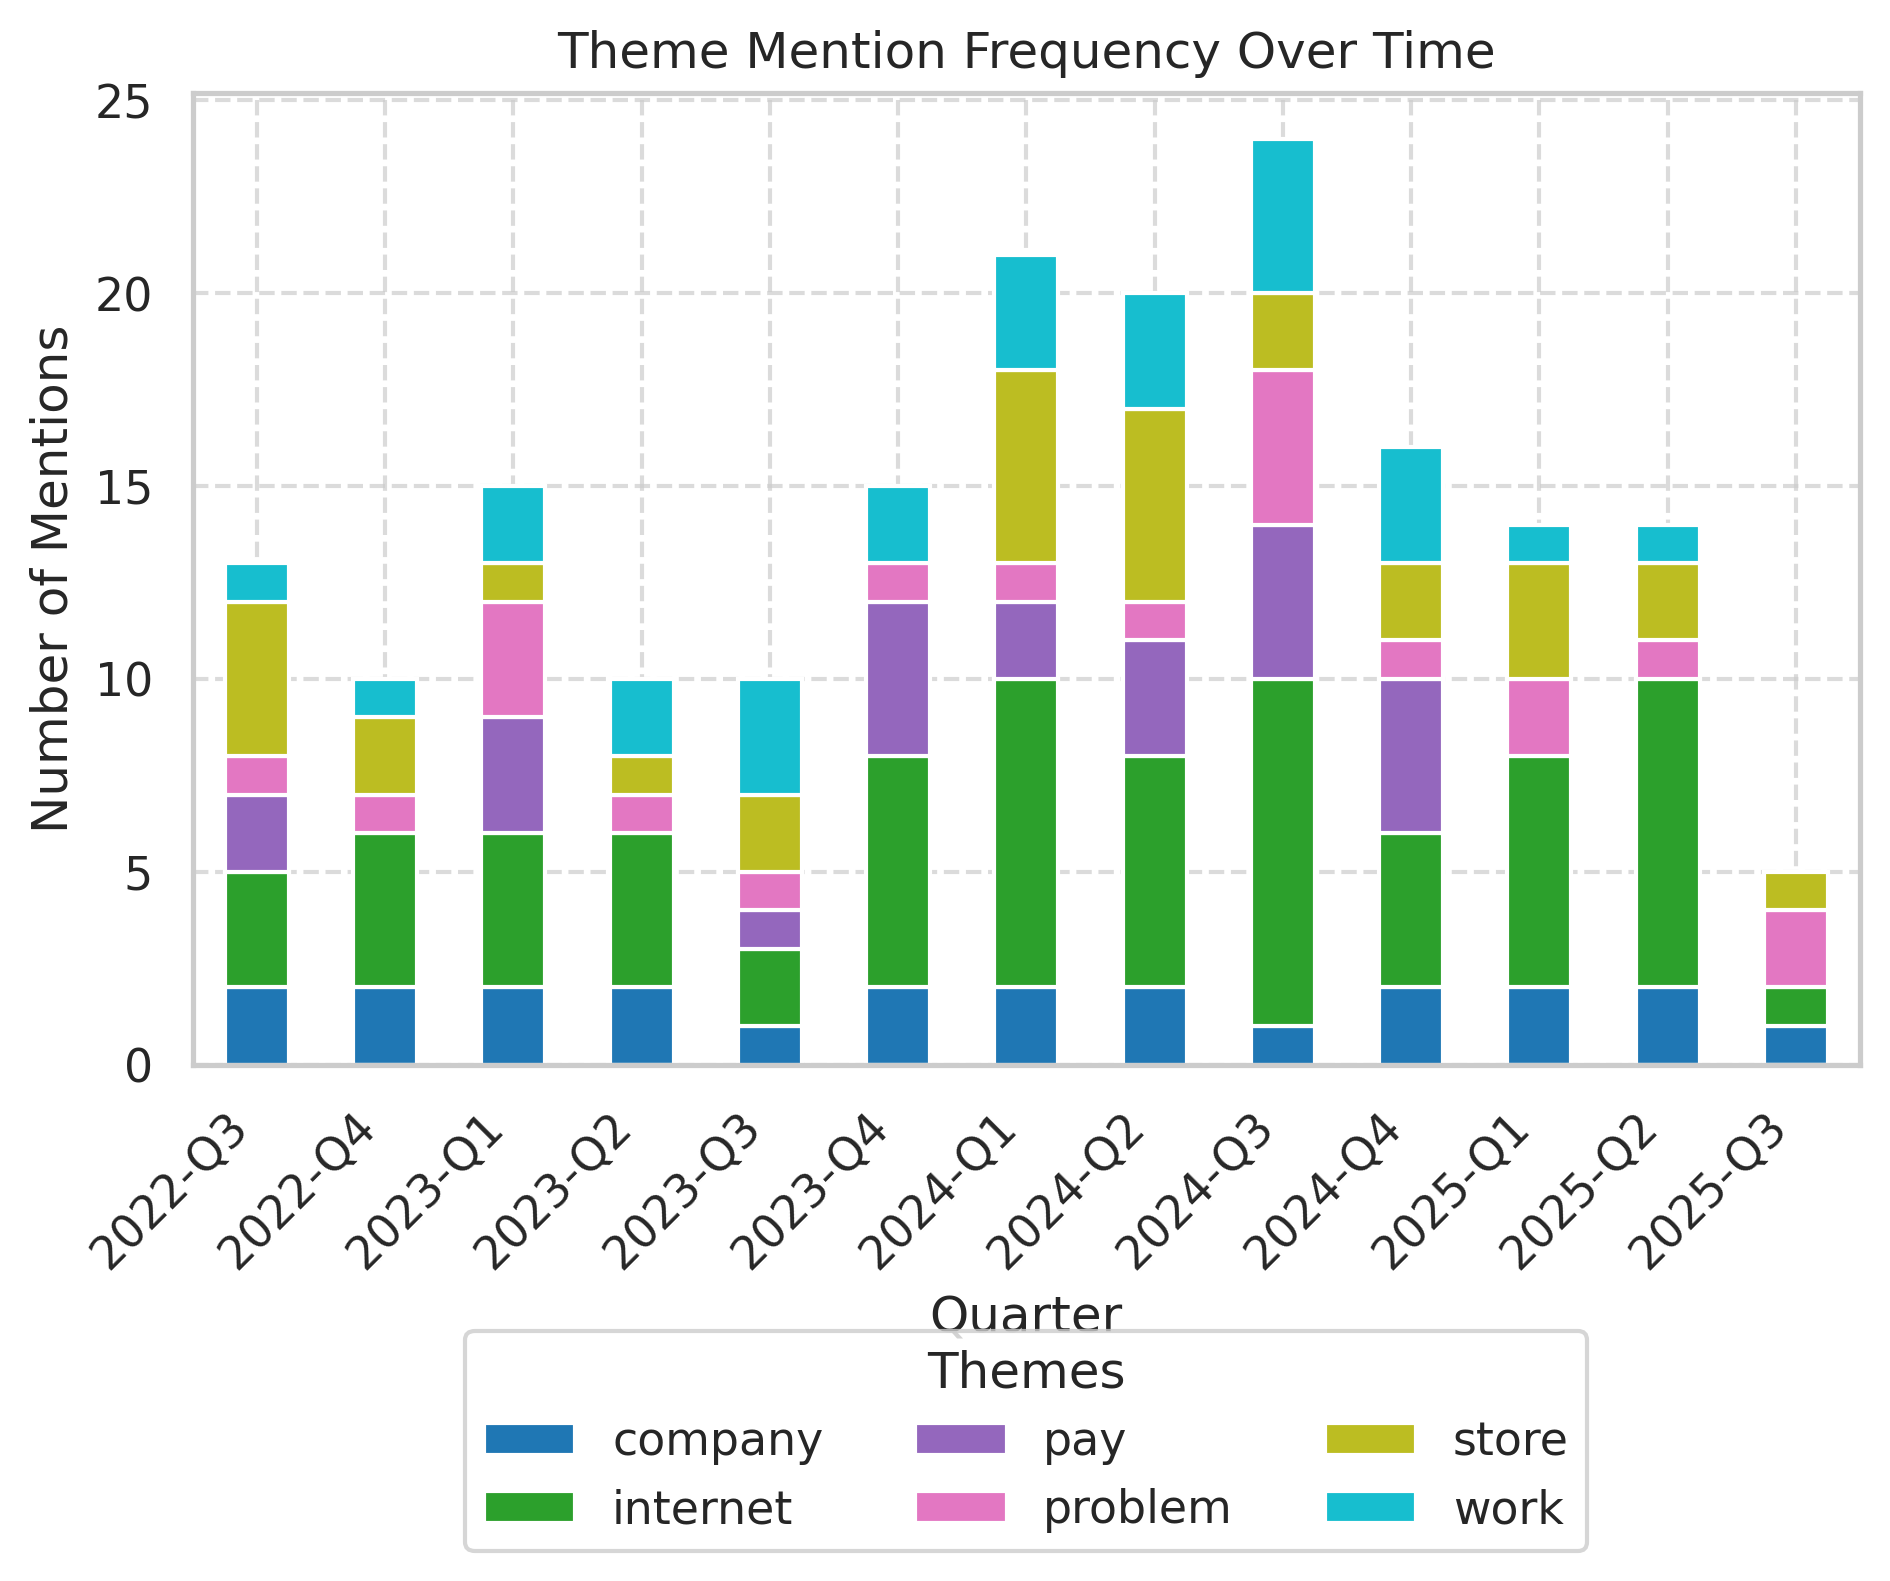 Theme Mention Frequency Over Time
Number of Mentions
25
20
15
10
5
0
2022-Q3
2022-Q4
2023-Q1
2023-Q2
2023-Q3
2023-Q4
2024-Q1
2024-Q2
2024-Q3
2024-Q4
2025-Q1
2025-Q2
2025-Q3
Quarter
Themes
company
internet
pay
problem
store
work